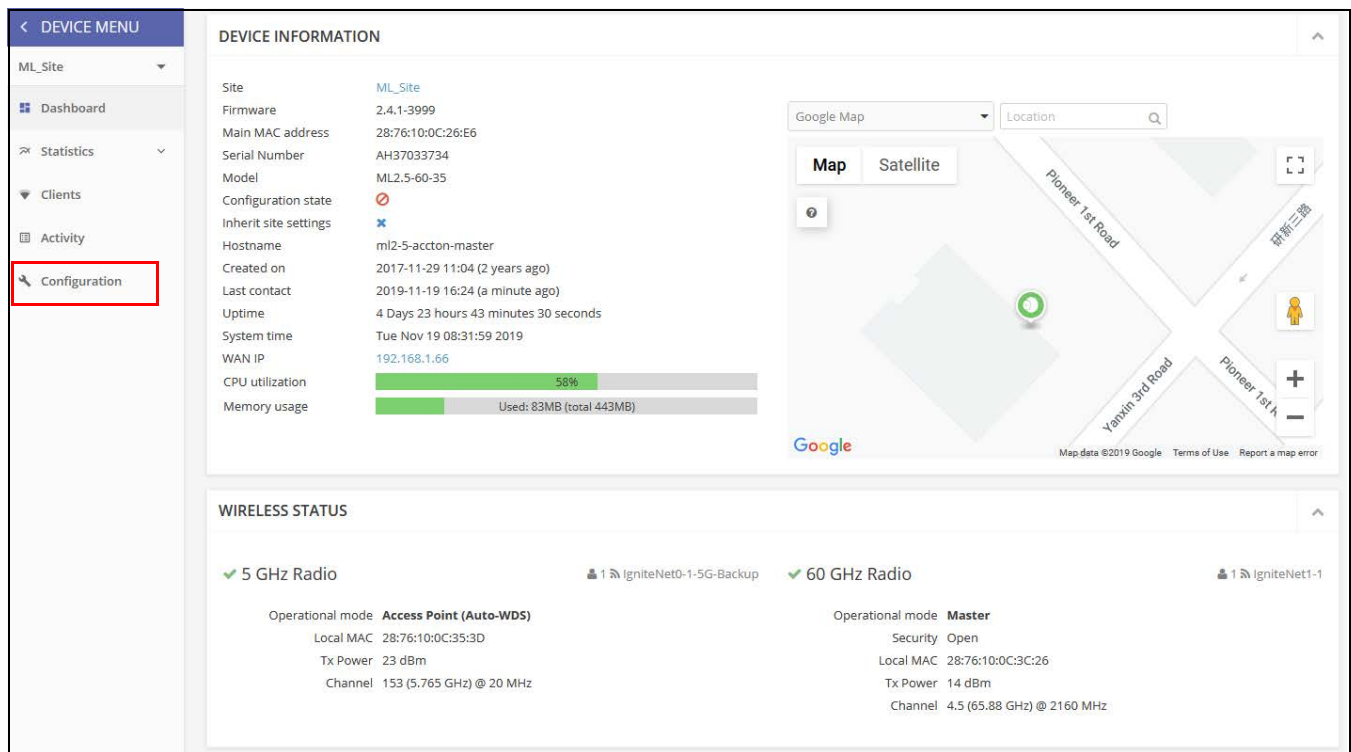 DEVICE MENU
ML_Site
Dashboard
Statistics
Clients
Activity
Configuration
DEVICE INFORMATION
Site ML_Site
Firmware 2.4.1-3999
Main MAC address 28:76:10:0C:26:E6
Serial Number AH37033734
Model ML2.5-60-35
Configuration state
Inherit site settings
Hostname ml2-5-accton-master
Created on 2017-11-29 11:04 (2 years ago)
Last contact 2019-11-19 16:24 (a minute ago)
Uptime 4 Days 23 hours 43 minutes 30 seconds
System time Tue Nov 19 08:31:59 2019
WAN IP 192.168.1.66
CPU utilization 58%
Memory usage Used: 83MB (total 443MB)
Google Map Location
Map Satellite
Pioneer 1st Road
研新三路
Yanxin 3rd Road
Pioneer 1st R
Google
Map data ©2019 Google Terms of Use Report a map error
WIRELESS STATUS
5 GHz Radio 1 IgniteNet0-1-5G-Backup
Operational mode Access Point (Auto-WDS)
Local MAC 28:76:10:0C:35:3D
Tx Power 23 dBm
Channel 153 (5.765 GHz) @ 20 MHz
60 GHz Radio 1 IgniteNet1-1
Operational mode Master
Security Open
Local MAC 28:76:10:0C:3C:26
Tx Power 14 dBm
Channel 4.5 (65.88 GHz) @ 2160 MHz